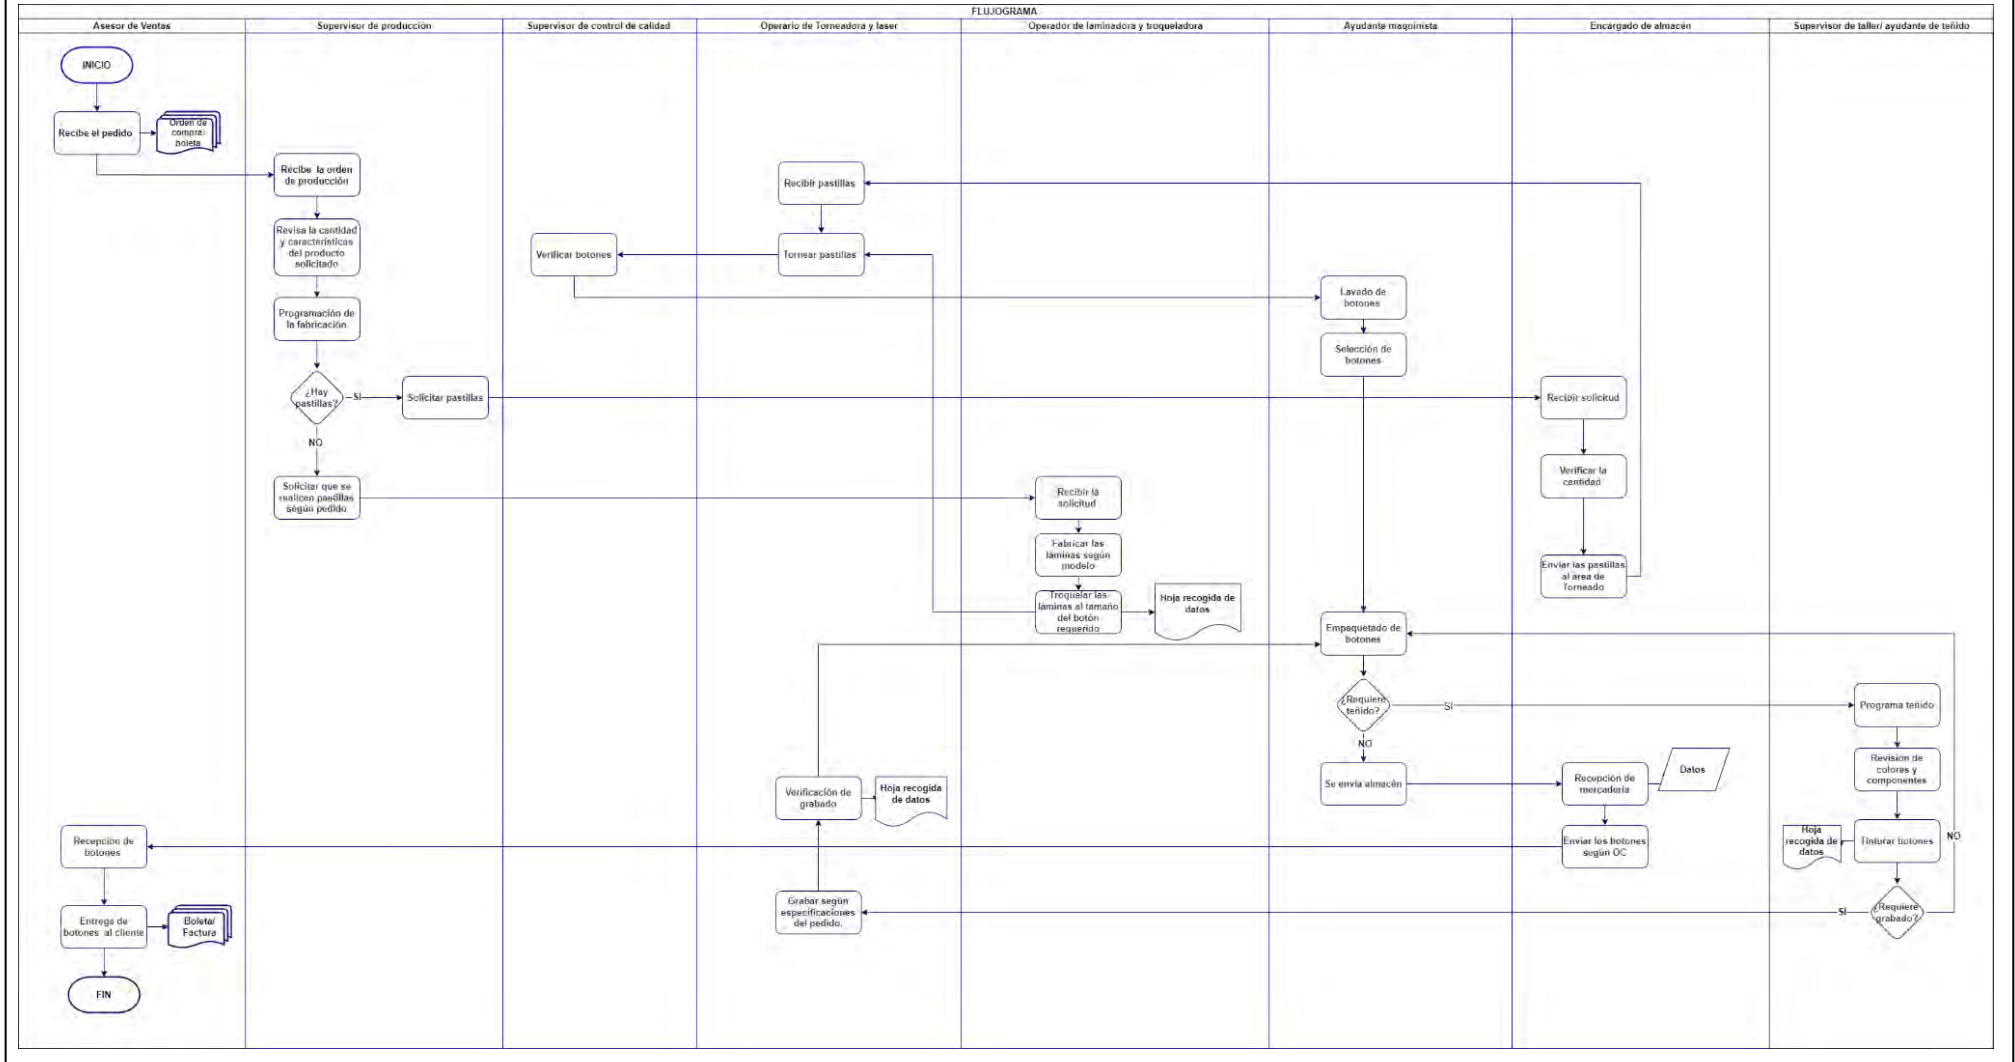 FLUJOGRAMA
Asesor de Ventas
Supervisor de producción
Supervisor de control de calidad
Operario de Torneadora y laser
Operador de laminadora y troqueladora
Ayudante maquinista
Encargado de almacén
Supervisor de taller/ ayudante de teñido
INICIO
Recibe el pedido
Orden de
compra/
boleta
Recibe la orden
de producción
Revisa la cantidad
y características
del producto
solicitado
Programación de
la fabricación
¿Hay
pastillas?
SI
Solicitar pastillas
NO
Solicitar que se
realicen pastillas
según pedido
Verificar botones
Recibir pastillas
Tornear pastillas
Recibir la
solicitud
Fabricar las
láminas según
modelo
Troquelar las
láminas al tamaño
del botón
requerido
Hoja recogida de
datos
Lavado de
botones
Selección de
botones
Empaquetado de
botones
¿Requiere
teñido?
SI
NO
Se envía almacén
Recibir solicitud
Verificar la
cantidad
Enviar las pastillas
al área de
Torneado
Programa teñido
Revisión de
colores y
componentes
Tinturar botones
Hoja
recogida de
datos
NO
¿Requiere
grabado?
SI
Recepción de
mercadería
Datos
Enviar los botones
según OC
Verificación de
grabado
Hoja recogida
de datos
Grabar según
especificaciones
del pedido.
Recepción de
botones
Entrega de
botones al cliente
Boleta/
Factura
FIN